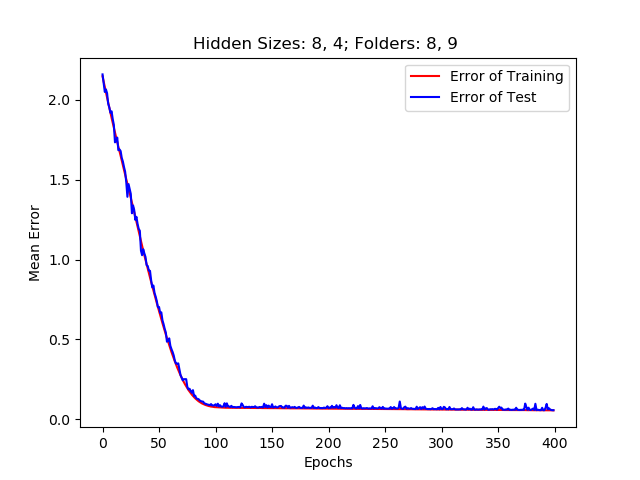 Hidden Sizes: 8, 4; Folders: 8, 9
Error of Training
Error of Test
Mean Error
2.0
1.5
1.0
0.5
0.0
0 50 100 150 200 250 300 350 400
Epochs